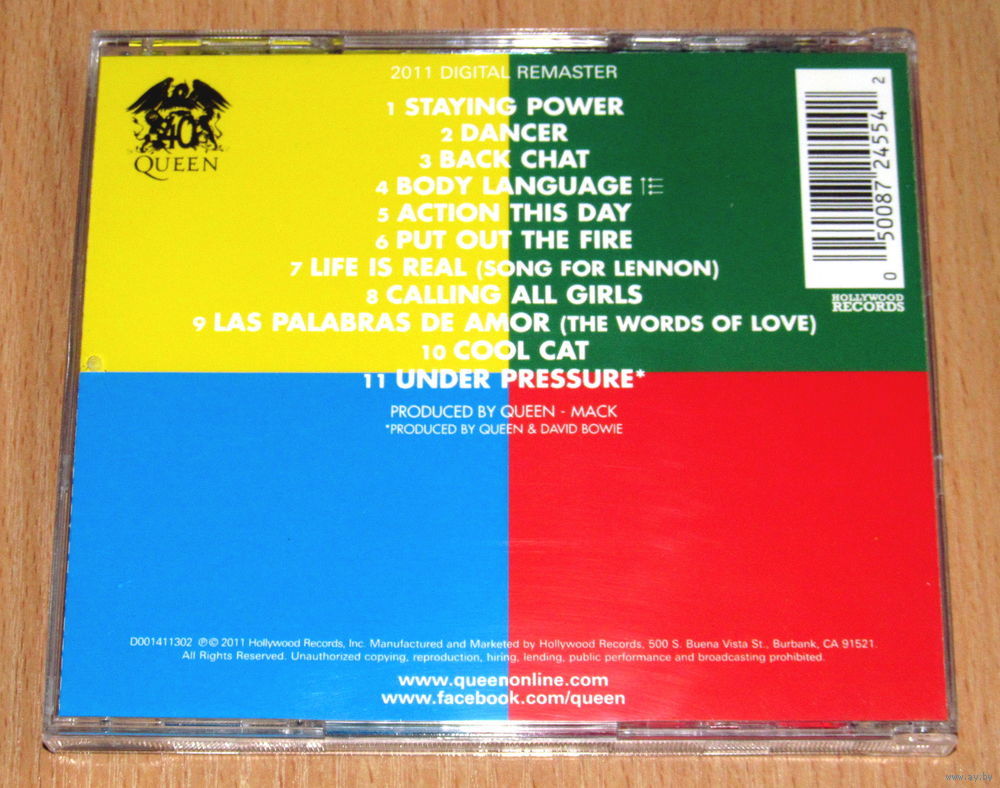 2011 DIGITAL REMASTER
40
QUEEN
1 STAYING POWER
2 DANCER
3 BACK CHAT
4 BODY LANGUAGE
5 ACTION THIS DAY
6 PUT OUT THE FIRE
7 LIFE IS REAL (SONG FOR LENNON)
8 CALLING ALL GIRLS
9 LAS PALABRAS DE AMOR (THE WORDS OF LOVE)
10 COOL CAT
11 UNDER PRESSURE*
0 50087 24554 2
HOLLYWOOD
RECORDS
PRODUCED BY QUEEN - MACK
*PRODUCED BY QUEEN & DAVID BOWIE
D001411302 ℗© 2011 Hollywood Records, Inc. Manufactured and Marketed by Hollywood Records, 500 S. Buena Vista St., Burbank, CA 91521.
All Rights Reserved. Unauthorized copying, reproduction, hiring, lending, public performance and broadcasting prohibited.
www.queenonline.com
www.facebook.com/queen
www.ay.by